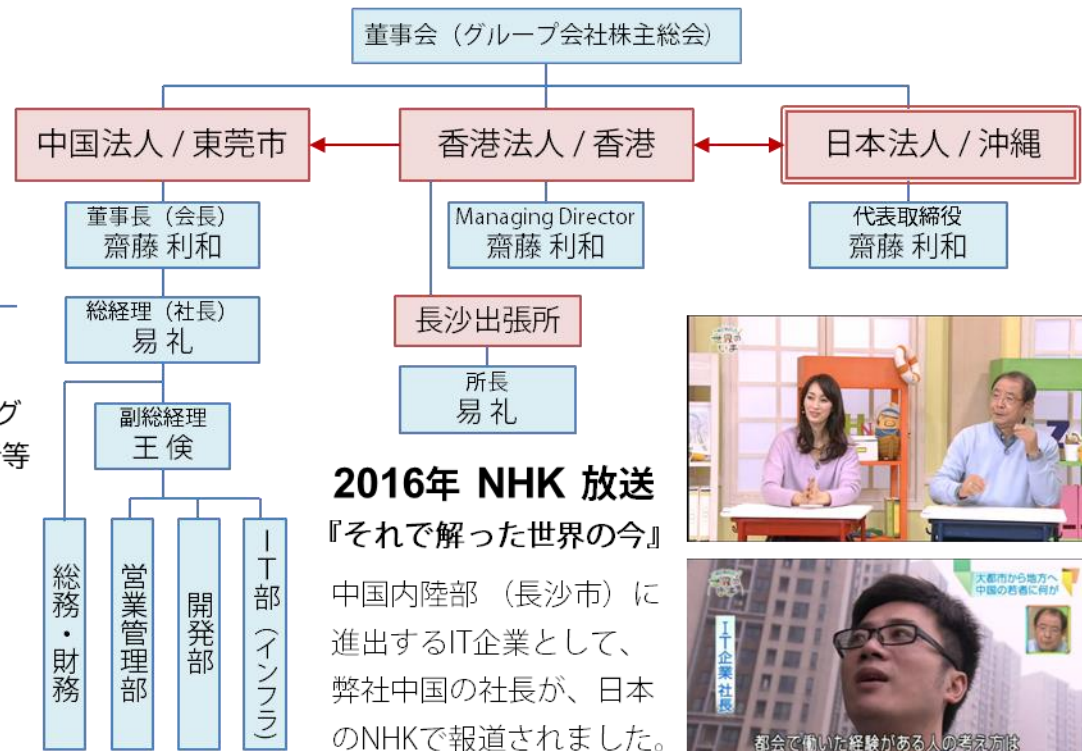 董事会（グループ会社株主総会）
中国法人 / 東莞市
香港法人 / 香港
日本法人 / 沖縄
董事長（会長）
齋藤 利和
Managing Director
齋藤 利和
代表取締役
齋藤 利和
総経理（社長）
易 礼
長沙出張所
所長
易 礼
グ
等
副総経理
王 倹
総務・財務
営業管理部
開発部
IT部（インフラ）
2016年 NHK 放送
『それで解った世界の今』
中国内陸部 （長沙市）に
進出するIT企業として、
弊社中国の社長が、日本
のNHKで報道されました。
世界の
いま
大都市から地方へ
中国の若者に何が
IT企業 社長
都会で働いた経験がある人の考え方は